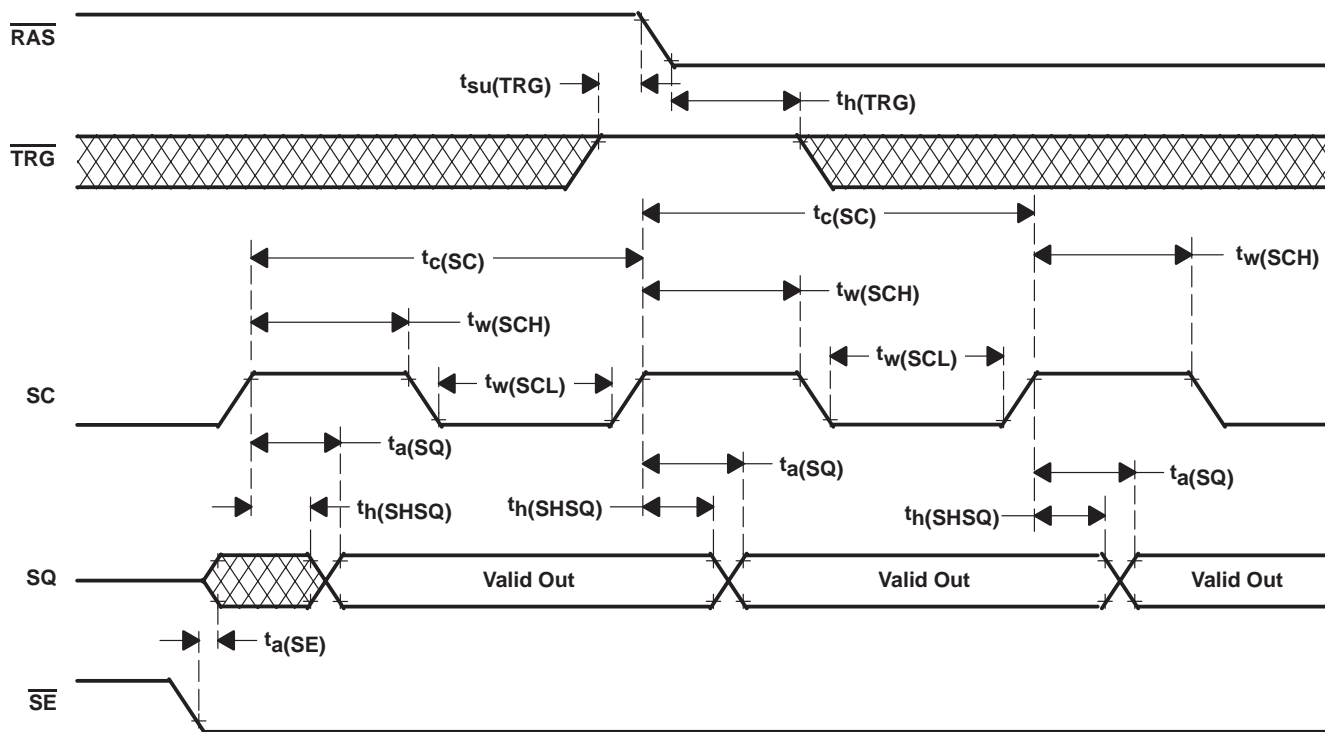 RAS
tsu(TRG)
th(TRG)
TRG
tc(SC)
tc(SC)
tw(SCH)
tw(SCH)
tw(SCH)
tw(SCL)
tw(SCL)
SC
ta(SQ)
ta(SQ)
ta(SQ)
th(SHSQ)
th(SHSQ)
th(SHSQ)
SQ
Valid Out
Valid Out
Valid Out
ta(SE)
SE